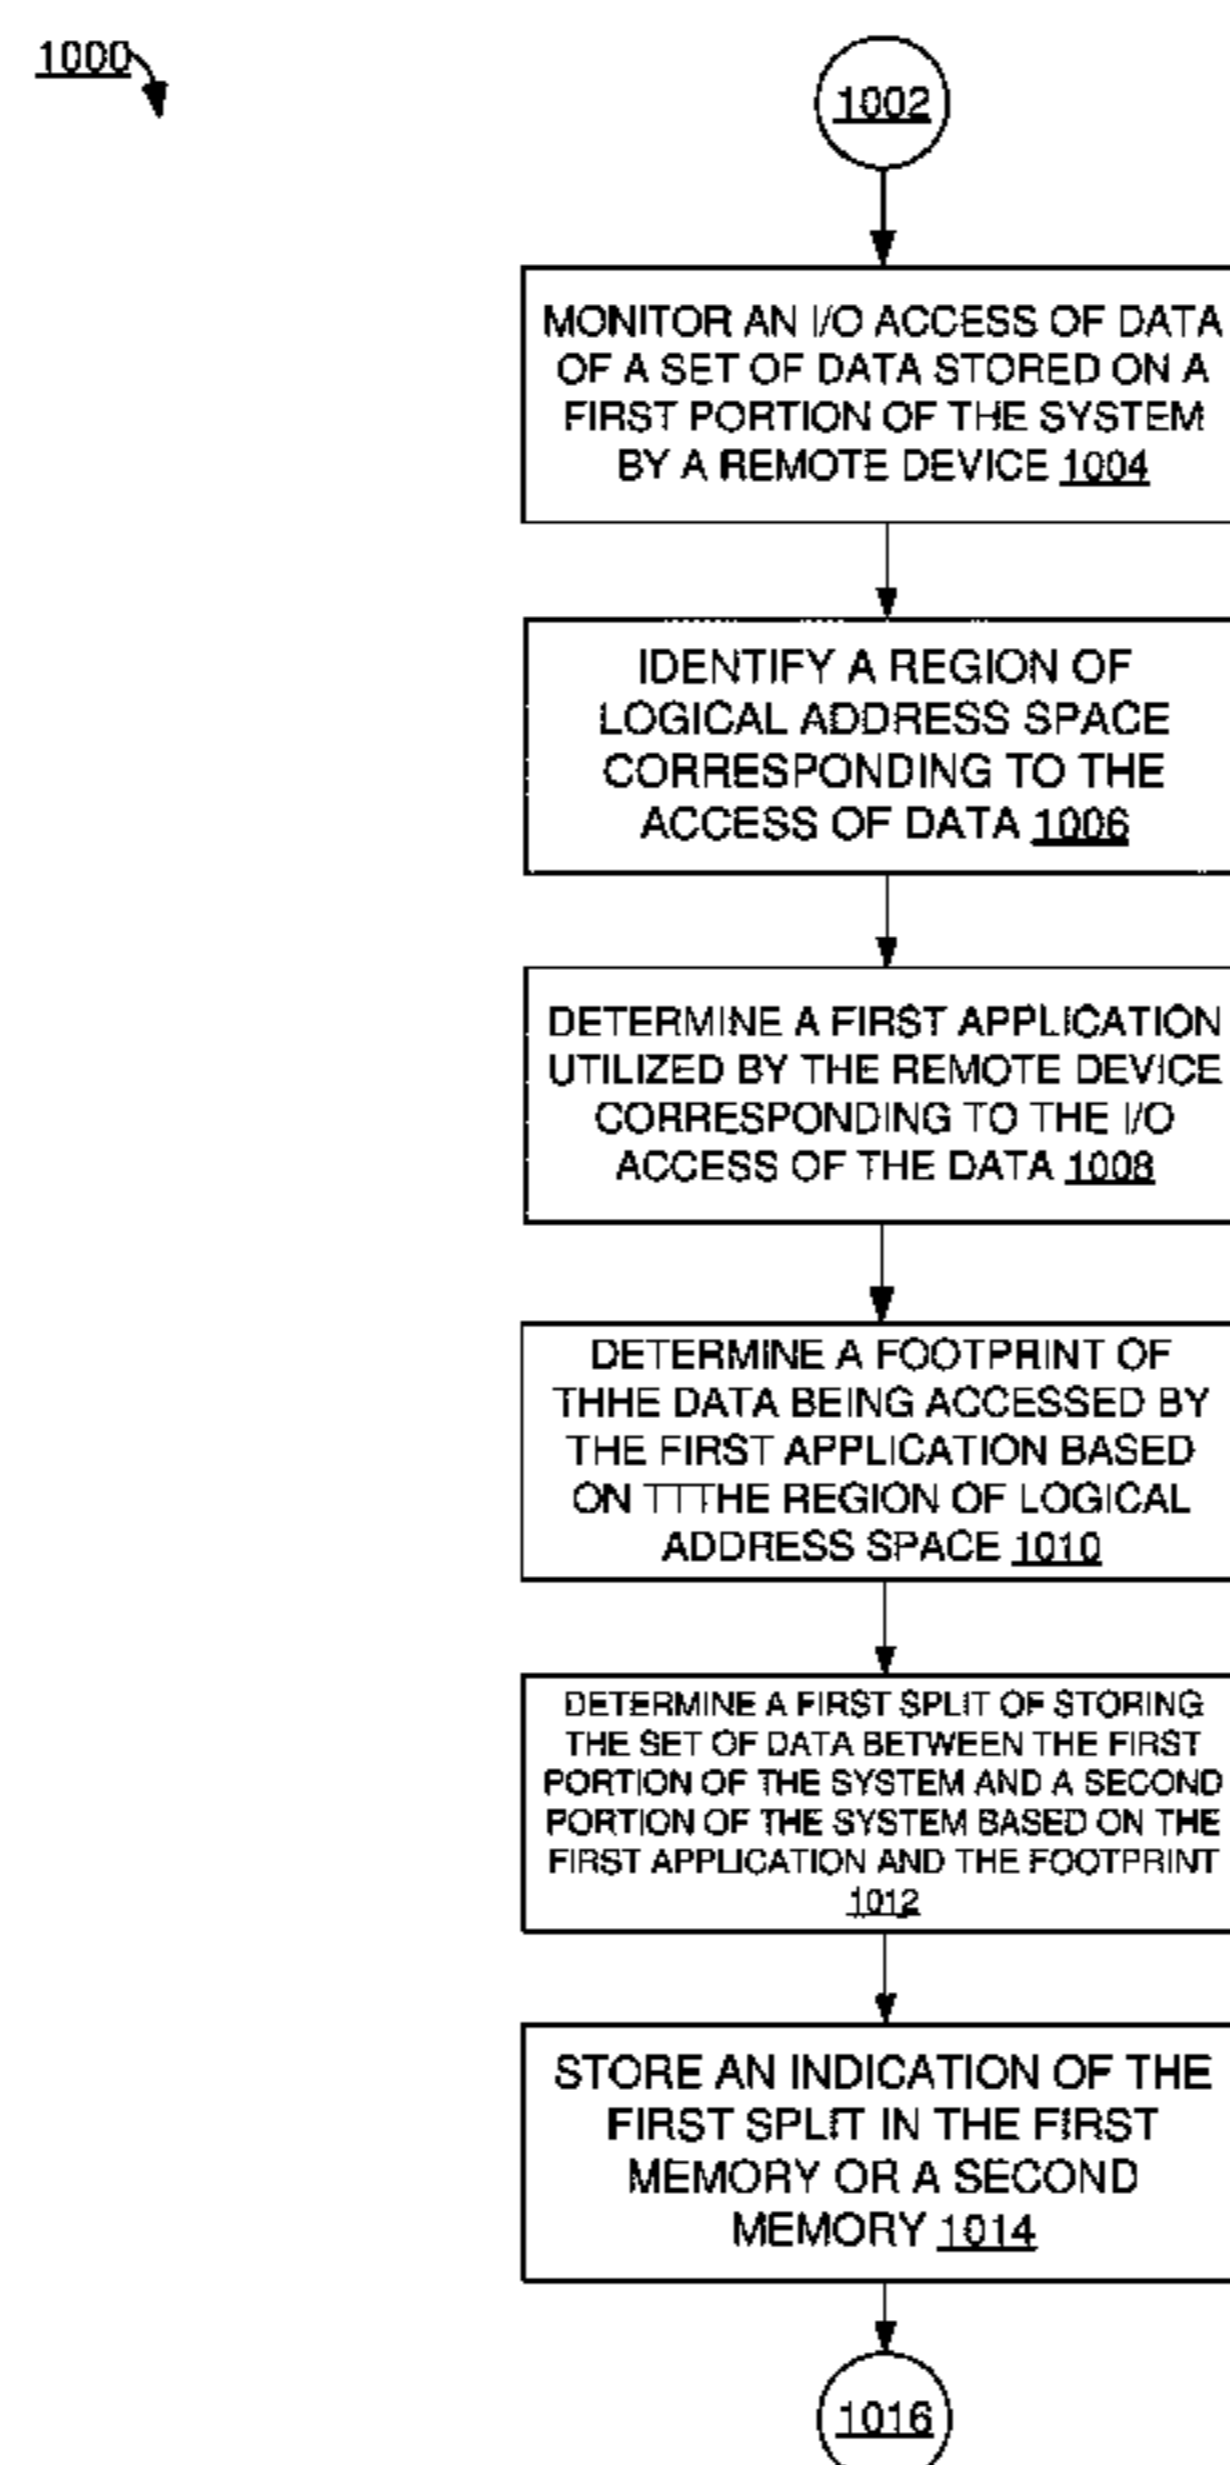 1000
1002
MONITOR AN I/O ACCESS OF DATA
OF A SET OF DATA STORED ON A
FIRST PORTION OF THE SYSTEM
BY A REMOTE DEVICE 1004
IDENTIFY A REGION OF
LOGICAL ADDRESS SPACE
CORRESPONDING TO THE
ACCESS OF DATA 1006
DETERMINE A FIRST APPLICATION
UTILIZED BY THE REMOTE DEVICE
CORRESPONDING TO THE I/O
ACCESS OF THE DATA 1008
DETERMINE A FOOTPRINT OF
THHE DATA BEING ACCESSED BY
THE FIRST APPLICATION BASED
ON TTTHE REGION OF LOGICAL
ADDRESS SPACE 1010
DETERMINE A FIRST SPLIT OF STORING
THE SET OF DATA BETWEEN THE FIRST
PORTION OF THE SYSTEM AND A SECOND
PORTION OF THE SYSTEM BASED ON THE
FIRST APPLICATION AND THE FOOTPRINT
1012
STORE AN INDICATION OF THE
FIRST SPLIT IN THE FIRST
MEMORY OR A SECOND
MEMORY 1014
1016